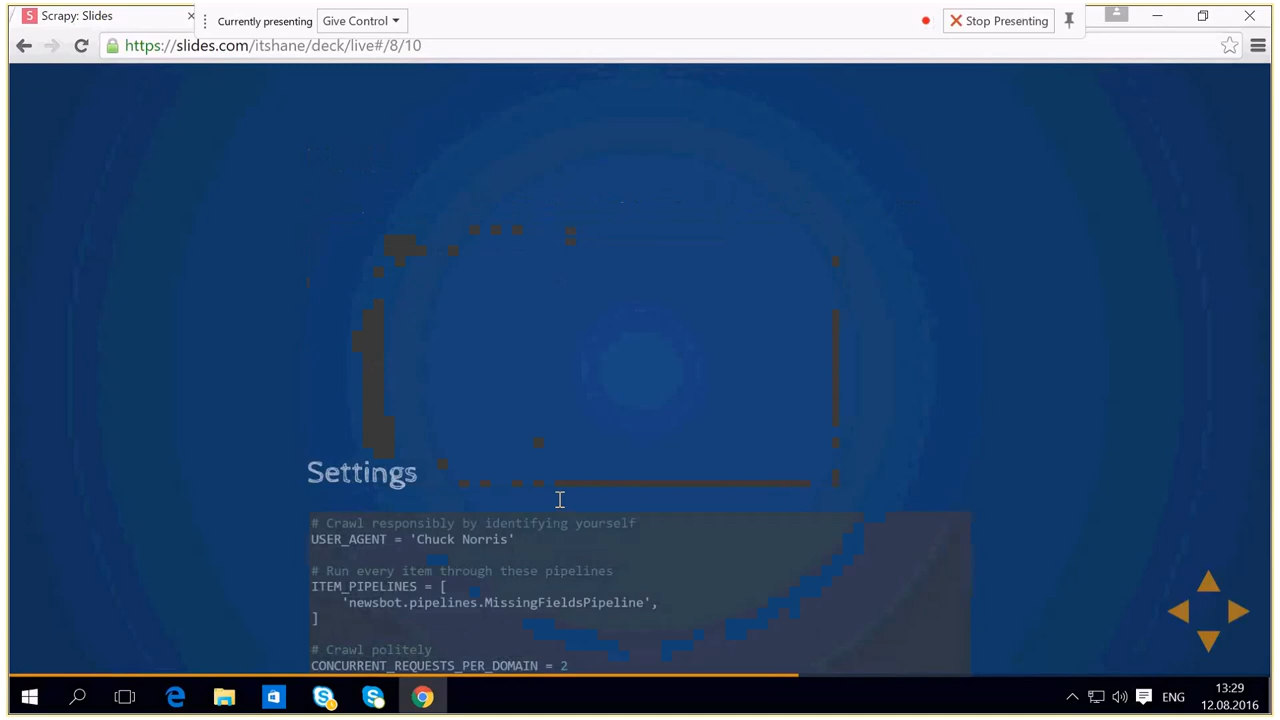 Scrapy: Slides
Currently presenting
Give Control
Stop Presenting
https://slides.com/itshane/deck/live#/8/10
Settings
# Crawl responsibly by identifying yourself
USER_AGENT = 'Chuck Norris'
# Run every item through these pipelines
ITEM_PIPELINES = [
'newsbot.pipelines.MissingFieldsPipeline',
]
# Crawl politely
CONCURRENT_REQUESTS_PER_DOMAIN = 2
ENG
13:29
12.08.2016